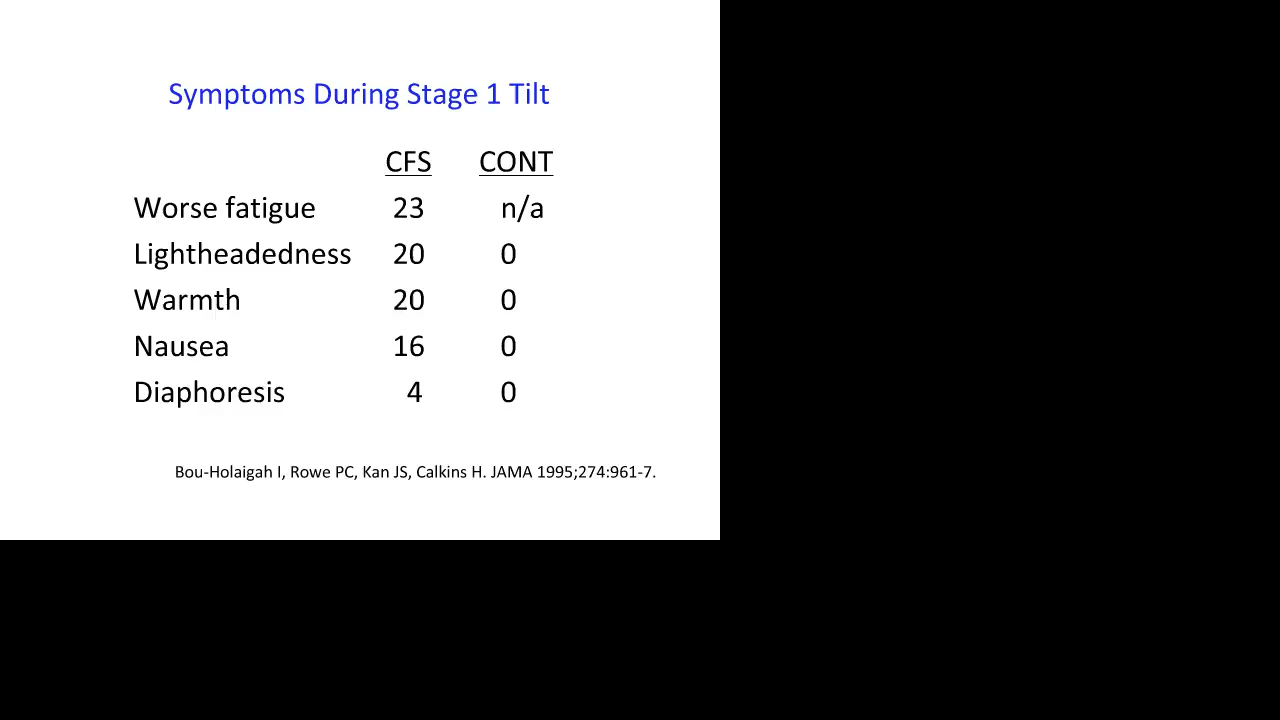 Symptoms During Stage 1 Tilt
CFS CONT
Worse fatigue 23 n/a
Lightheadedness 20 0
Warmth 20 0
Nausea 16 0
Diaphoresis 4 0
Bou-Holaigah I, Rowe PC, Kan JS, Calkins H. JAMA 1995;274:961-7.